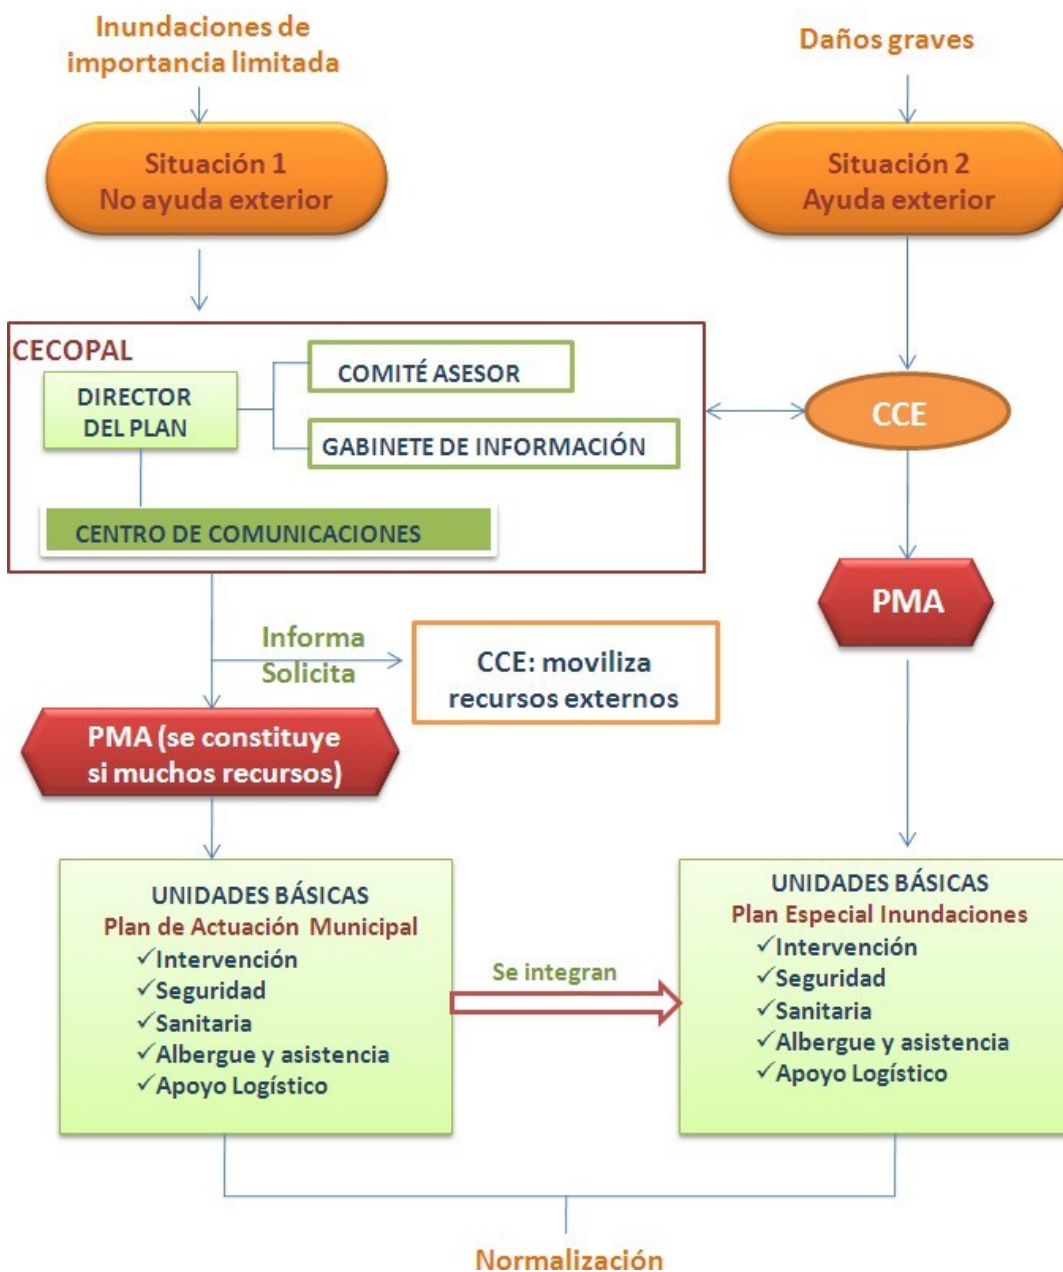 Inundaciones de
importancia limitada
Daños graves
Situación 1
No ayuda exterior
Situación 2
Ayuda exterior
CECOPAL
DIRECTOR
DEL PLAN
COMITÉ ASESOR
GABINETE DE INFORMACIÓN
CENTRO DE COMUNICACIONES
CCE
PMA
Informa
Solicita
CCE: moviliza
recursos externos
PMA (se constituye
si muchos recursos)
UNIDADES BÁSICAS
Plan de Actuación Municipal
✓Intervención
✓Seguridad
✓Sanitaria
✓Albergue y asistencia
✓Apoyo Logístico
Se integran
UNIDADES BÁSICAS
Plan Especial Inundaciones
✓Intervención
✓Seguridad
✓Sanitaria
✓Albergue y asistencia
✓Apoyo Logístico
Normalización